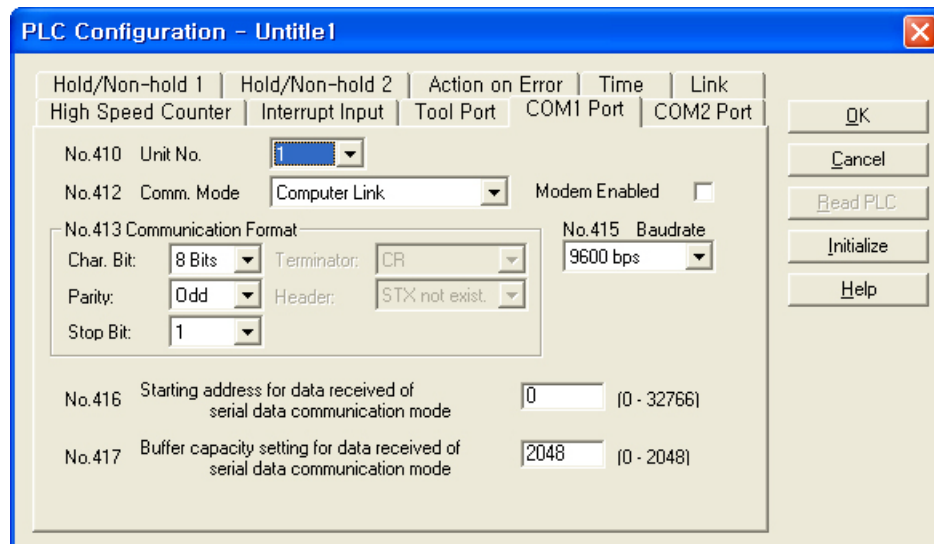 PLC Configuration - Untitle1
Hold/Non-hold 1 Hold/Non-hold 2 Action on Error Time Link
High Speed Counter Interrupt Input Tool Port COM1 Port COM2 Port
OK
Cancel
Read PLC
Initialize
Help
No.410 Unit No. 1
No.412 Comm. Mode Computer Link Modem Enabled
No.413 Communication Format
Char. Bit: 8 Bits Terminator: CR
Parity: Odd Header: STX not exist.
Stop Bit: 1
No.415 Baudrate
9600 bps
No.416 Starting address for data received of
serial data communication mode 0 (0 - 32766)
No.417 Buffer capacity setting for data received of
serial data communication mode 2048 (0 - 2048)